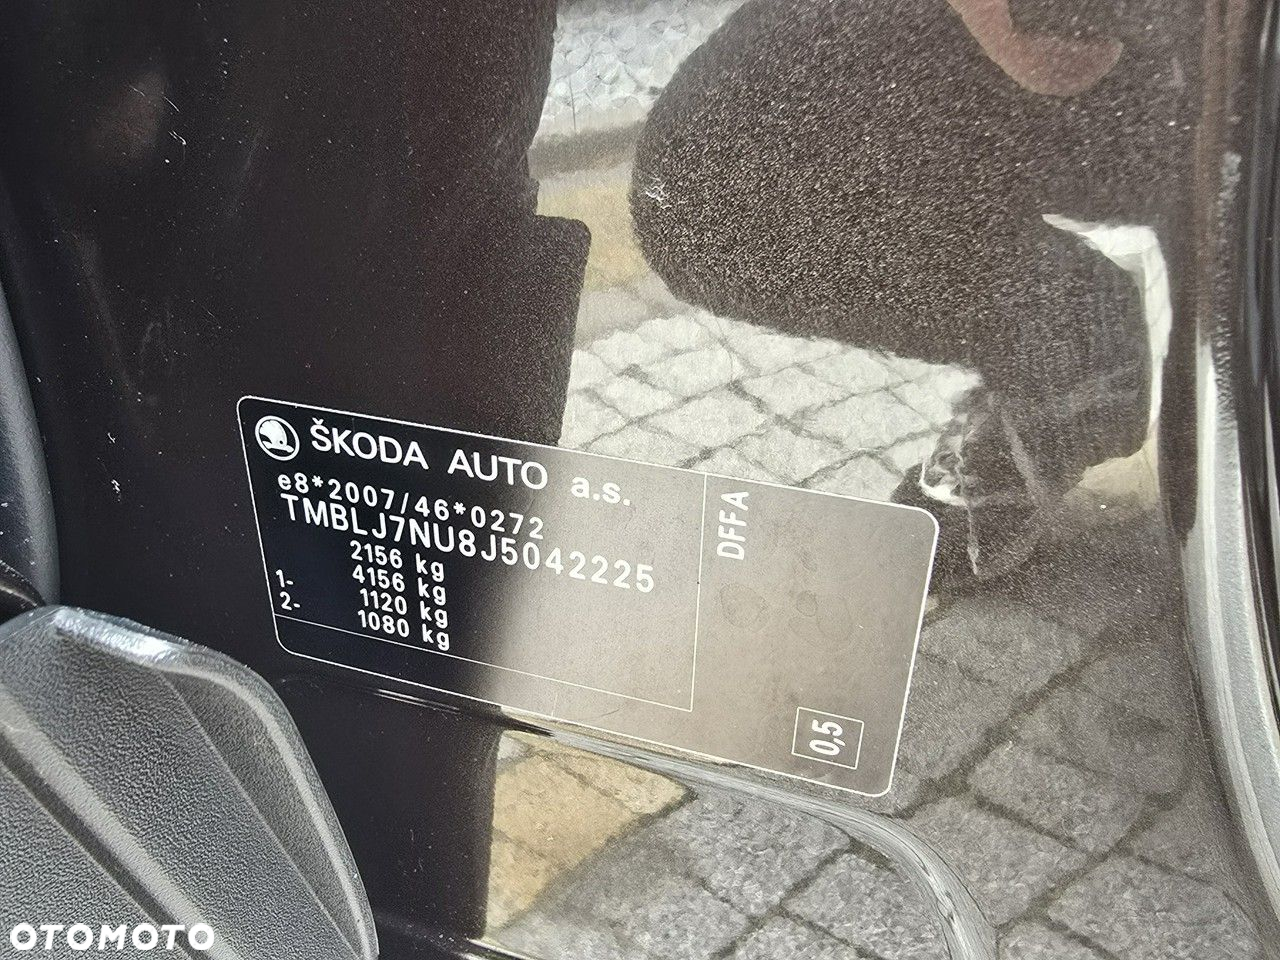 ŠKODA AUTO a.s.
e8*2007/46*0272
TMBLJ7NU8J5042225
2156 kg
4156 kg
1- 1120 kg
2- 1080 kg
DFFA
0,5
OTOMOTO